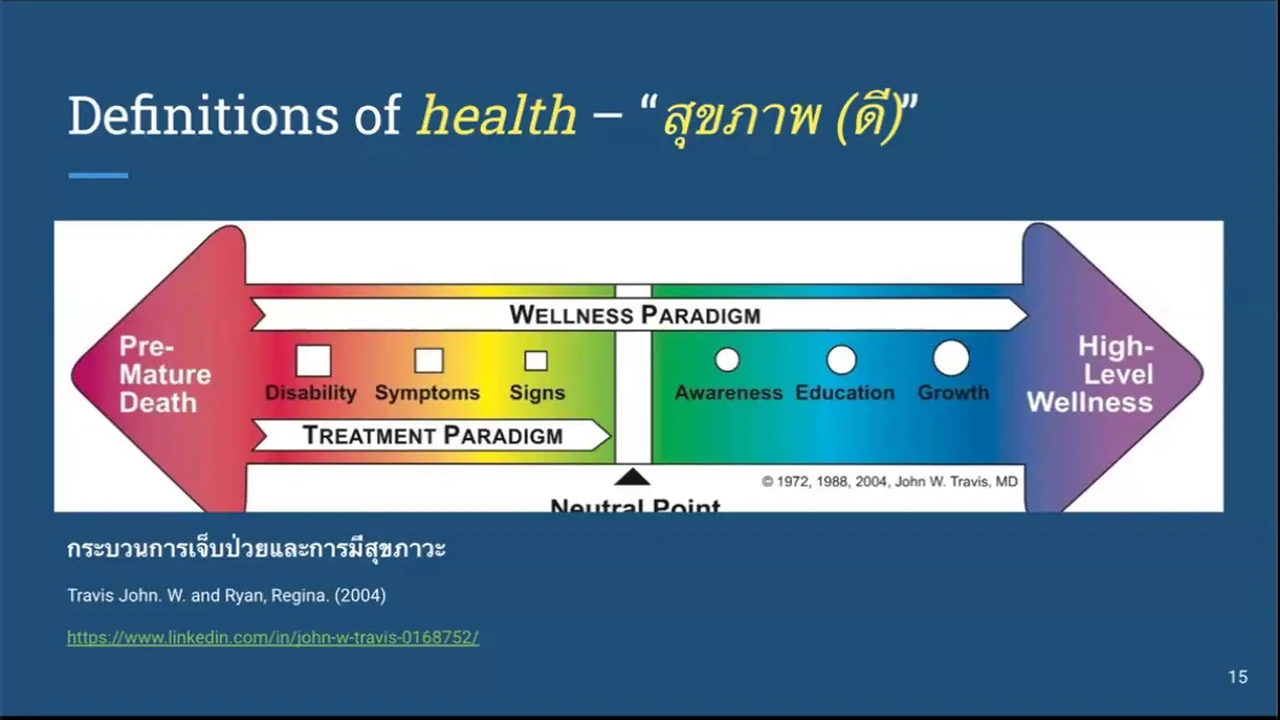 Definitions of health – “สุขภาพ (ดี)”
WELLNESS PARADIGM
Pre-
Mature
Death
Disability Symptoms Signs
Awareness Education Growth
High-
Level
Wellness
TREATMENT PARADIGM
© 1972, 1988, 2004, John W. Travis, MD
Neutral Point
กระบวนการเจ็บป่วยและการมีสุขภาวะ
Travis John. W. and Ryan, Regina. (2004)
https://www.linkedin.com/in/john-w-travis-0168752/
15